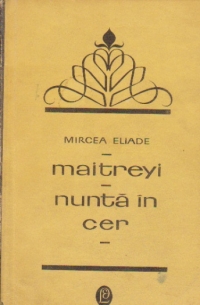 MIRCEA ELIADE
maitreyi
nuntă în
cer